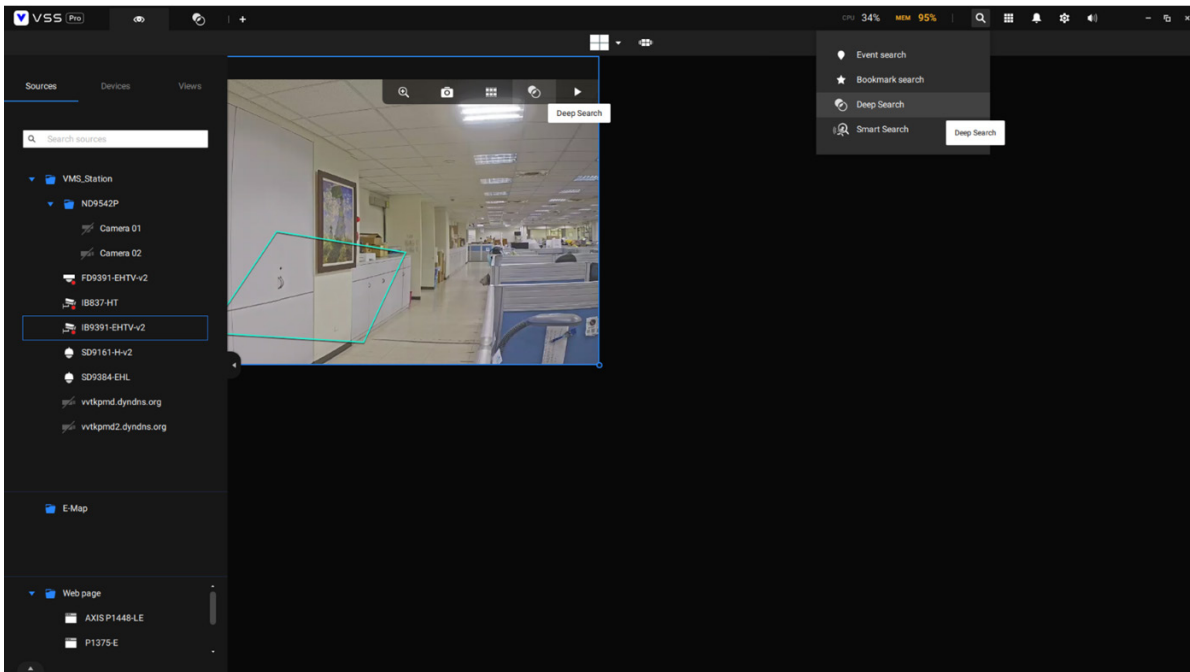 VSS Pro
+
CPU 34% MEM 95%
Event search
Bookmark search
Deep Search
Smart Search
Deep Search
Deep Search
Sources Devices Views
Search sources
VMS_Station
ND9542P
Camera 01
Camera 02
FD9391-EHTV-v2
IB837-HT
IB9391-EHTV-v2
SD9161-H-v2
SD9384-EHL
vvtkpmd.dyndns.org
vvtkpmd2.dyndns.org
E-Map
Web page
AXIS P1448-LE
P1375-E